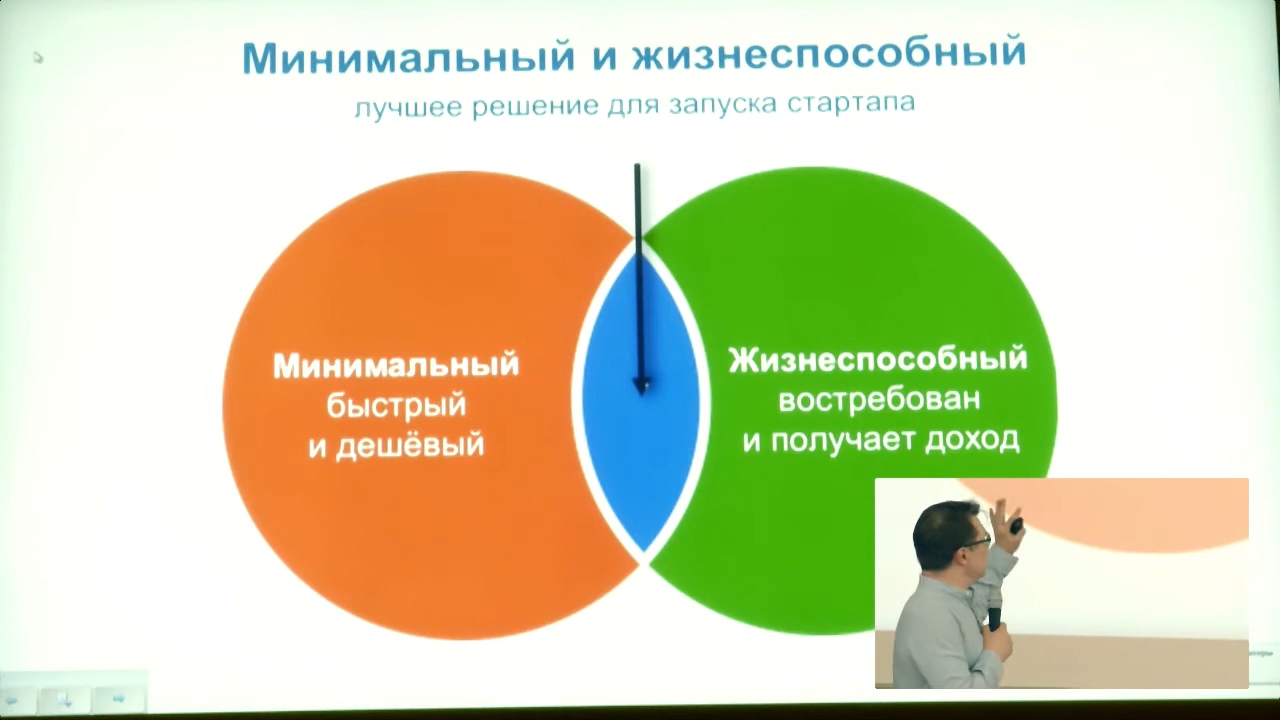 Минимальный и жизнеспособный
лучшее решение для запуска стартапа
Минимальный
быстрый
и дешёвый
Жизнеспособный
востребован
и получает доход